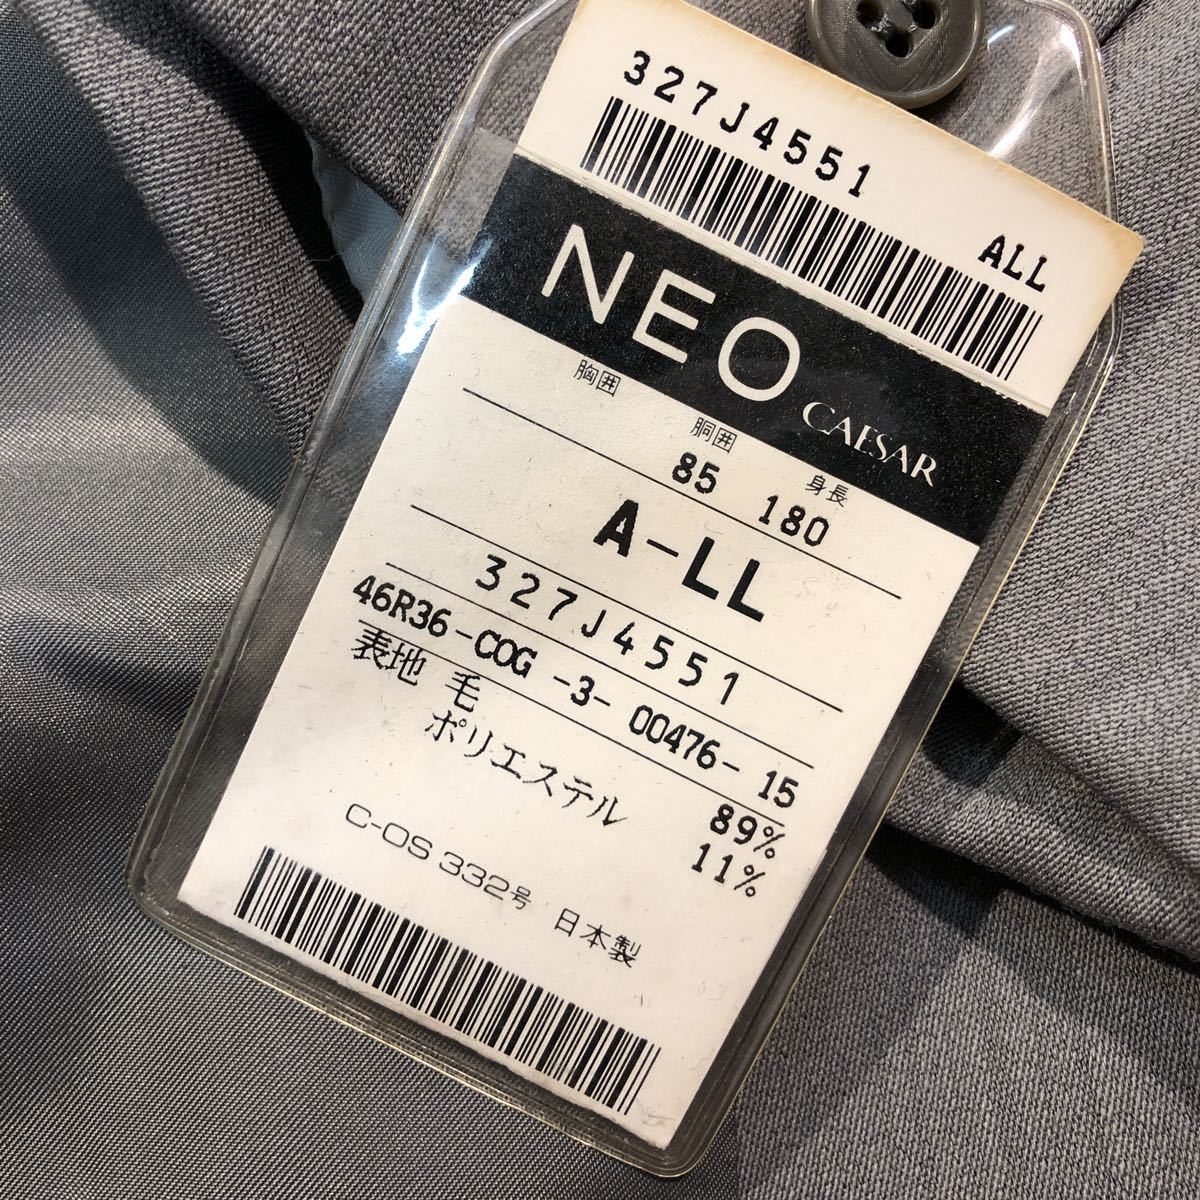 327J4551
ALL
NEO CAESAR
胸囲 胴囲 身長
85 180
A-LL
327J4551
46R36-COG -3- 00476- 15
表地 毛 89%
ポリエステル 11%
C-OS 332号 日本製